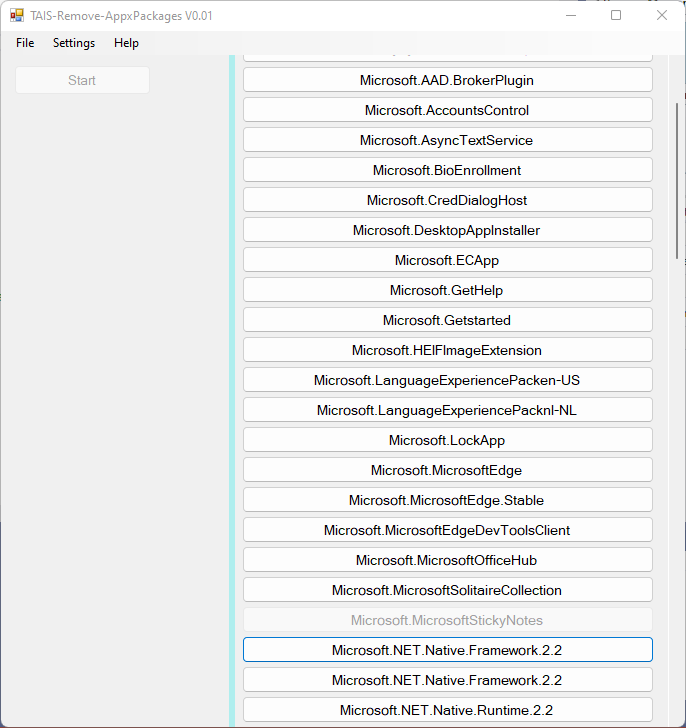 TAIS-Remove-AppxPackages V0.01
File Settings Help
Start
Microsoft.AAD.BrokerPlugin
Microsoft.AccountsControl
Microsoft.AsyncTextService
Microsoft.BioEnrollment
Microsoft.CredDialogHost
Microsoft.DesktopAppInstaller
Microsoft.ECApp
Microsoft.GetHelp
Microsoft.Getstarted
Microsoft.HEIFImageExtension
Microsoft.LanguageExperiencePacken-US
Microsoft.LanguageExperiencePacknl-NL
Microsoft.LockApp
Microsoft.MicrosoftEdge
Microsoft.MicrosoftEdge.Stable
Microsoft.MicrosoftEdgeDevToolsClient
Microsoft.MicrosoftOfficeHub
Microsoft.MicrosoftSolitaireCollection
Microsoft.MicrosoftStickyNotes
Microsoft.NET.Native.Framework.2.2
Microsoft.NET.Native.Framework.2.2
Microsoft.NET.Native.Runtime.2.2